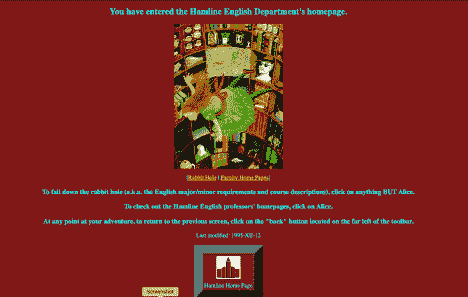 You have entered the Hamline English Department's homepage.
[Rabbit Hole | Faculty Home Pages]
To fall down the rabbit hole (a.k.a. the English major/minor requirements and course descriptions), click on anything BUT Alice.
To check out the Hamline English professors' homepages, click on Alice.
At any point at your adventure, to return to the previous screen, click on the "back" button located on the far left of the toolbar.
Last modified: 1995-XII-12
Hamline Home Page
Screenshot